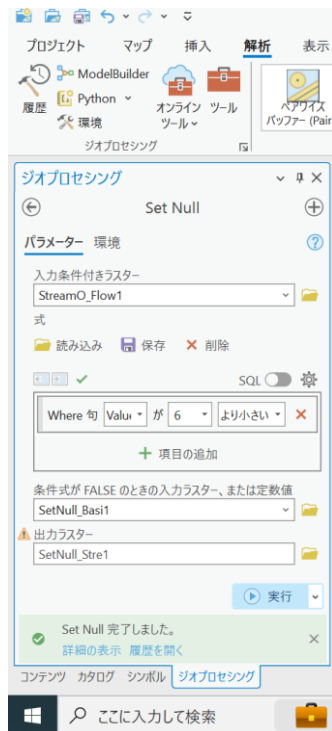 プロジェクト マップ 挿入 解析 表示
履歴
ModelBuilder
Python
環境
オンライン ツール
ツール
ペアワイズ バッファー (Pair
ジオプロセシング
ジオプロセシング
Set Null
パラメーター 環境
入力条件付きラスター
StreamO_Flow1
式
読み込み 保存 削除
SQL
Where 句 Valu が 6 より小さい
項目の追加
条件式が FALSE のときの入力ラスター、または定数値
SetNull_Basi1
出力ラスター
SetNull_Stre1
実行
Set Null 完了しました。
詳細の表示 履歴を開く
コンテンツ カタログ シンボル ジオプロセシング
ここに入力して検索